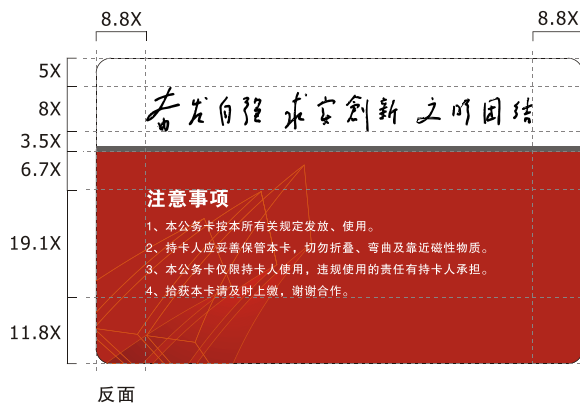 8.8X 8.8X
5X
8X
3.5X
6.7X
19.1X
11.8X
奋发自强 求实创新 文明团结
注意事项
1、本公务卡按本所有关规定发放、使用。
2、持卡人应妥善保管本卡，切勿折叠、弯曲及靠近磁性物质。
3、本公务卡仅限持卡人使用，违规使用的责任有持卡人承担。
4、拾获本卡请及时上缴，谢谢合作。
反面